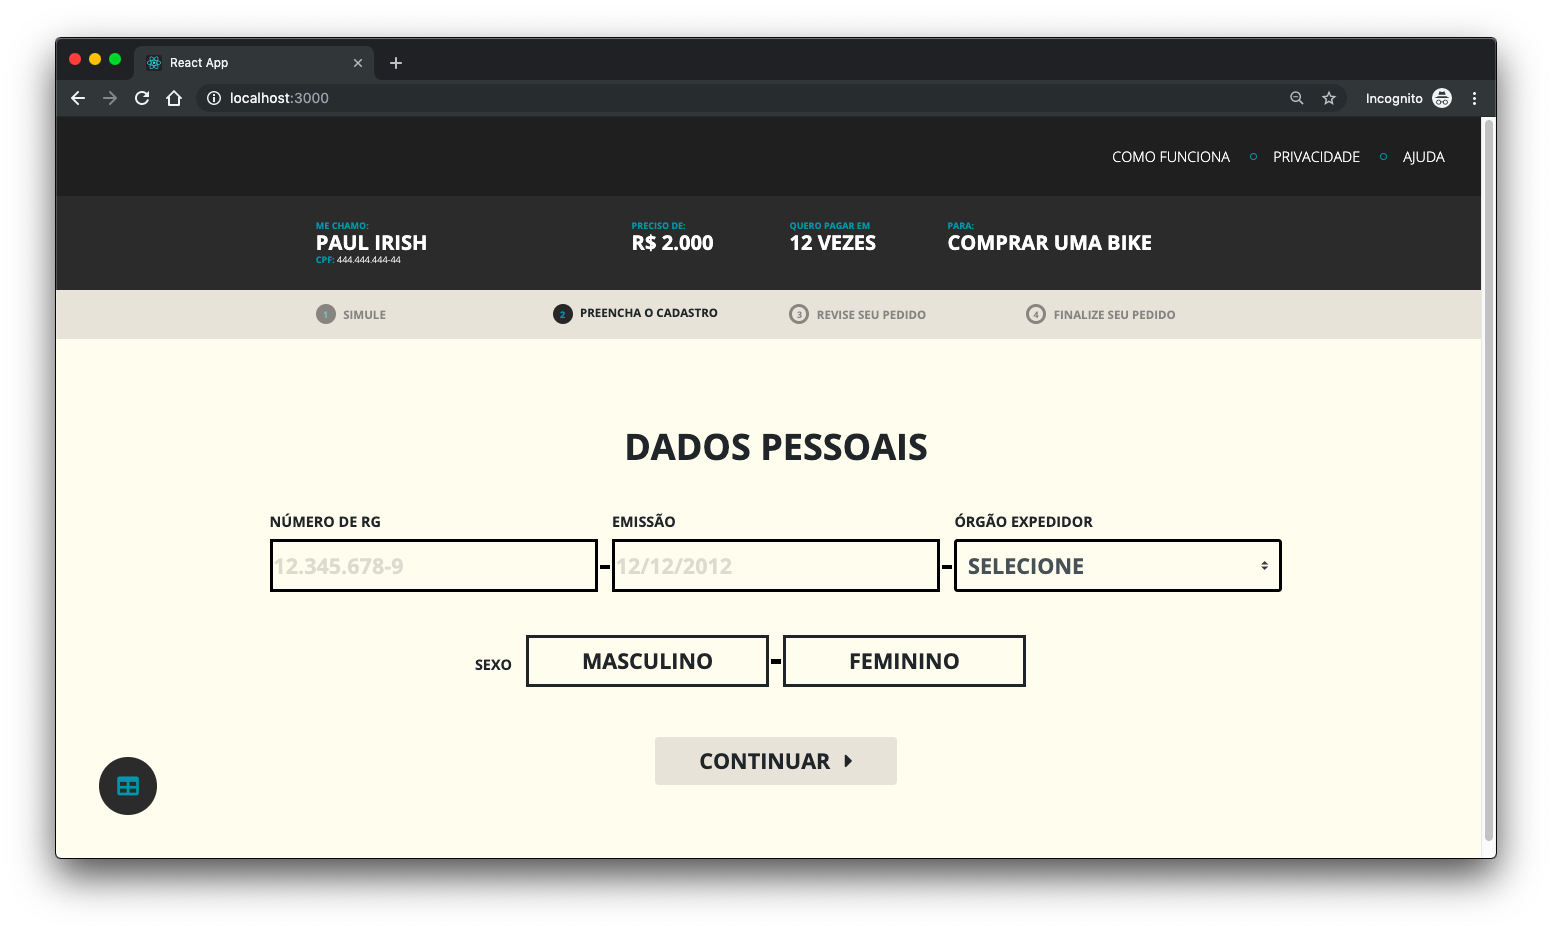 React App
localhost:3000
Incognito
COMO FUNCIONA PRIVACIDADE AJUDA
ME CHAMO: PRECISO DE: QUERO PAGAR EM PARA:
PAUL IRISH R$ 2.000 12 VEZES COMPRAR UMA BIKE
CPF: 444.444.444-44
1 SIMULE 2 PREENCHA O CADASTRO 3 REVISE SEU PEDIDO 4 FINALIZE SEU PEDIDO
DADOS PESSOAIS
NÚMERO DE RG EMISSÃO ÓRGÃO EXPEDIDOR
12.345.678-9 12/12/2012 SELECIONE
SEXO MASCULINO FEMININO
CONTINUAR